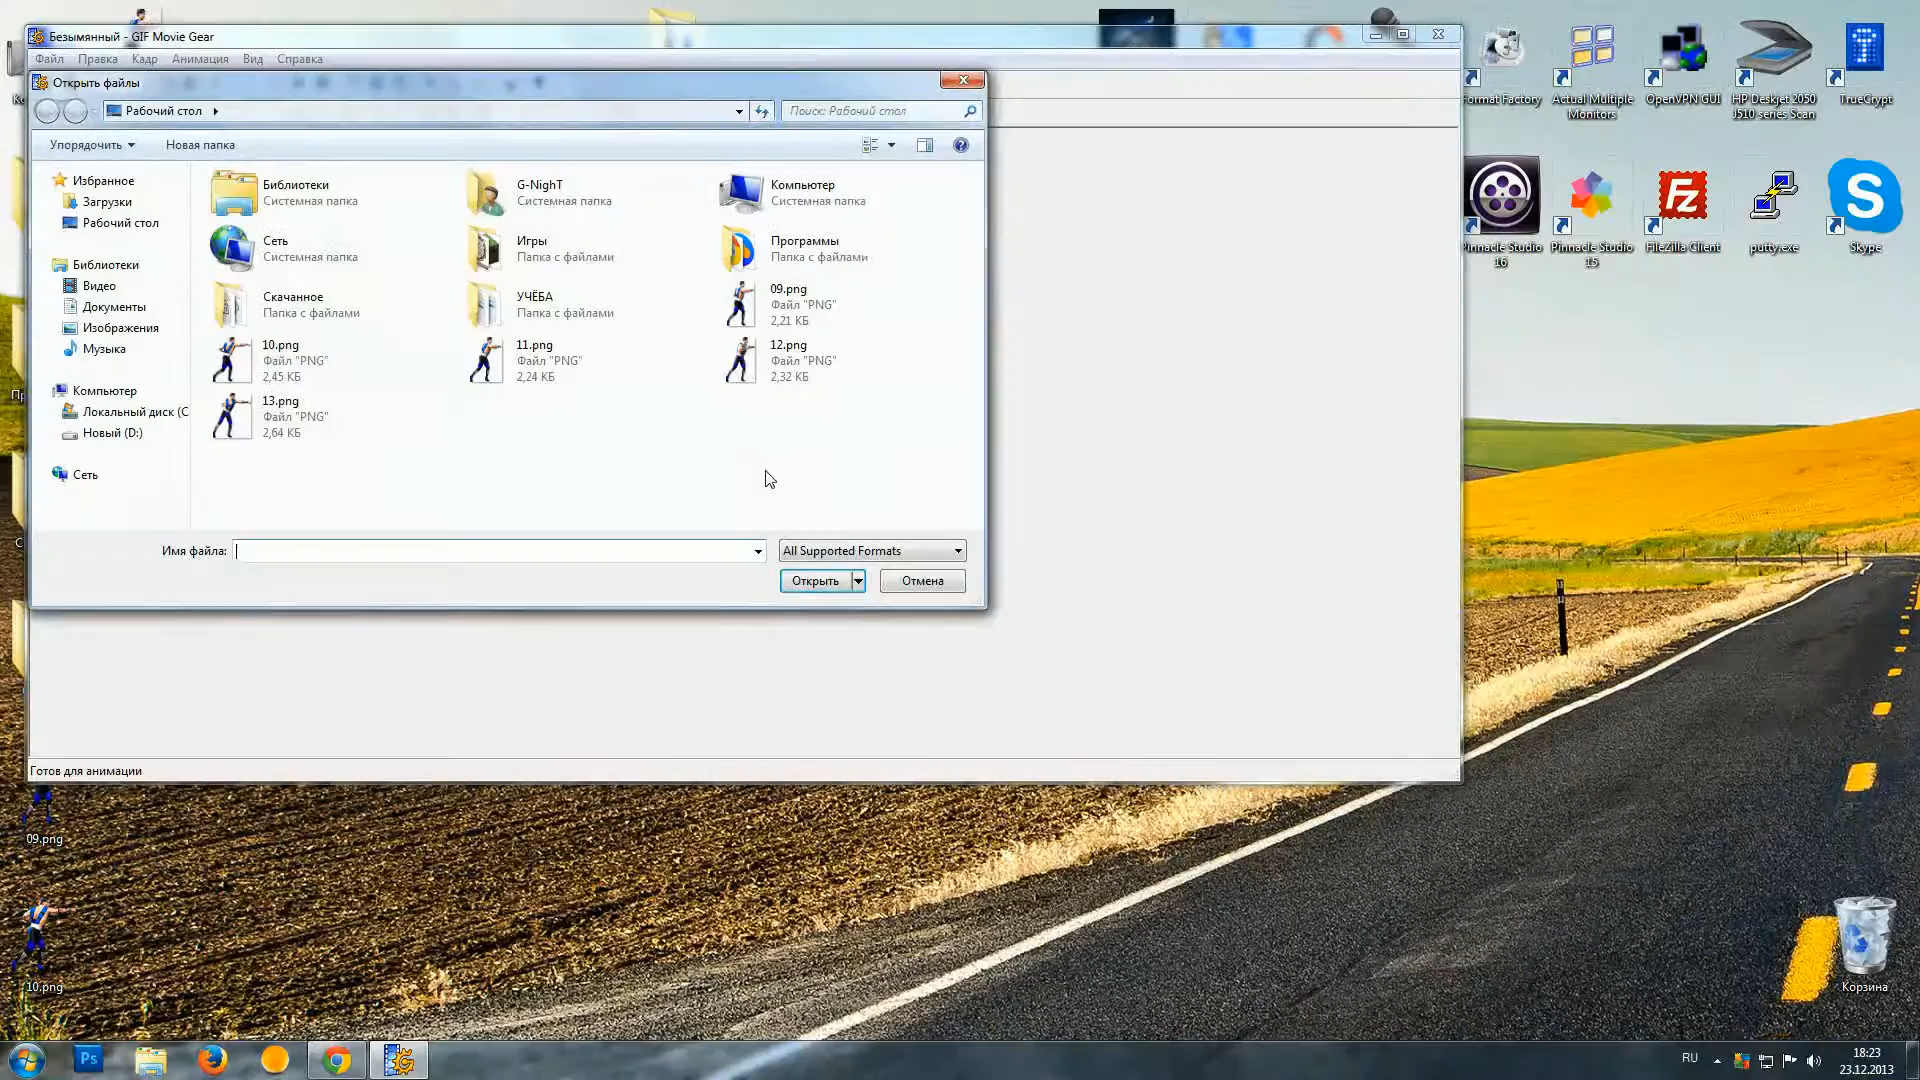 Безымянный - GIF Movie Gear
Файл Правка Кадр Анимация Вид Справка
Открыть файлы
Рабочий стол
Поиск: Рабочий стол
Упорядочить
Новая папка
Избранное
Загрузки
Рабочий стол
Библиотеки
Видео
Документы
Изображения
Музыка
Компьютер
Локальный диск (C
Новый (D:)
Сеть
Библиотеки
Системная папка
G-NighT
Системная папка
Компьютер
Системная папка
Сеть
Системная папка
Игры
Папка с файлами
Программы
Папка с файлами
Скачанное
Папка с файлами
УЧЁБА
Папка с файлами
09.png
Файл "PNG"
2,21 КБ
10.png
Файл "PNG"
2,45 КБ
11.png
Файл "PNG"
2,24 КБ
12.png
Файл "PNG"
2,32 КБ
13.png
Файл "PNG"
2,64 КБ
Имя файла:
All Supported Formats
Открыть
Отмена
Готов для анимации
Format Factory
Actual Multiple
Monitors
OpenVPN GUI
HP Deskjet 2050
J510 series Scan
TrueCrypt
Pinnacle Studio
16
Pinnacle Studio
15
FileZilla Client
putty.exe
Skype
09.png
10.png
Корзина
Ps
RU
18:23
23.12.2013